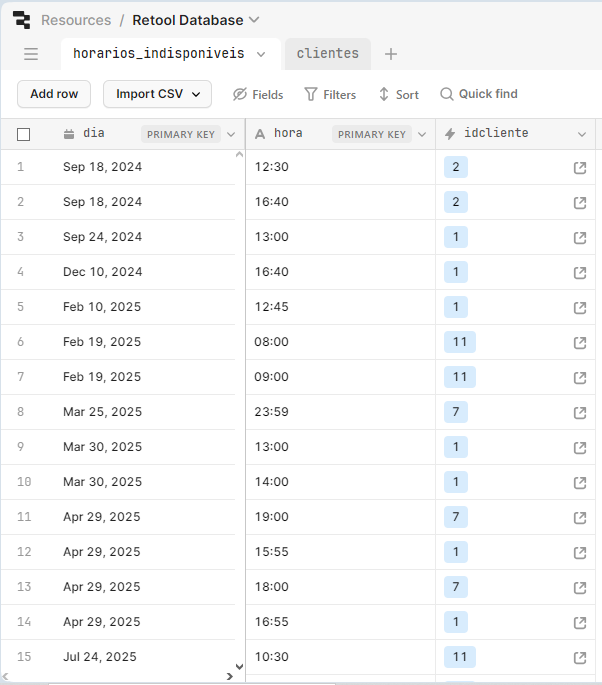 Resources / Retool Database
horarios_indisponiveis clientes
Add row Import CSV Fields Filters Sort Quick find
dia PRIMARY KEY A hora PRIMARY KEY idcliente
1 Sep 18, 2024 12:30 2
2 Sep 18, 2024 16:40 2
3 Sep 24, 2024 13:00 1
4 Dec 10, 2024 16:40 1
5 Feb 10, 2025 12:45 1
6 Feb 19, 2025 08:00 11
7 Feb 19, 2025 09:00 11
8 Mar 25, 2025 23:59 7
9 Mar 30, 2025 13:00 1
10 Mar 30, 2025 14:00 1
11 Apr 29, 2025 19:00 7
12 Apr 29, 2025 15:55 1
13 Apr 29, 2025 18:00 7
14 Apr 29, 2025 16:55 1
15 Jul 24, 2025 10:30 11